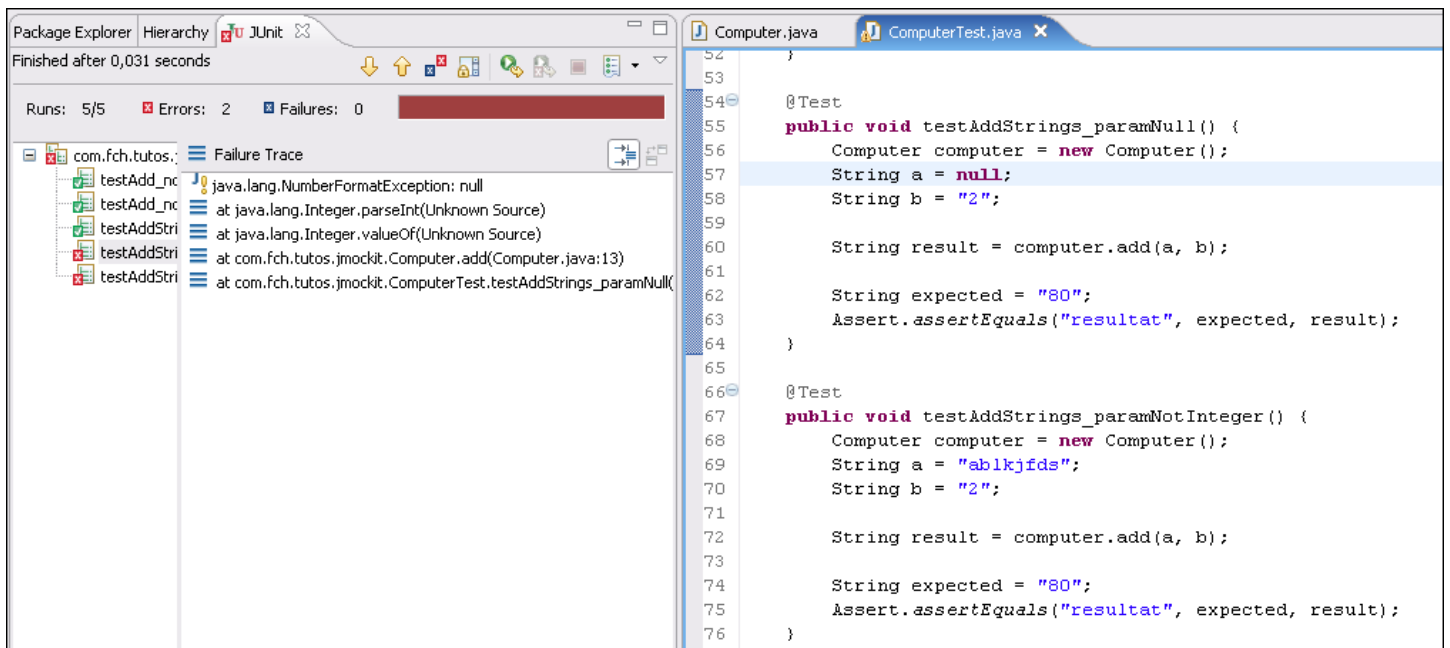 Package Explorer Hierarchy JUnit
Finished after 0,031 seconds
Runs: 5/5 Errors: 2 Failures: 0
com.fch.tutos.j
testAdd_no
testAdd_no
testAddStri
testAddStri
testAddStri
Failure Trace
java.lang.NumberFormatException: null
at java.lang.Integer.parseInt(Unknown Source)
at java.lang.Integer.valueOf(Unknown Source)
at com.fch.tutos.jmockit.Computer.add(Computer.java:13)
at com.fch.tutos.jmockit.ComputerTest.testAddStrings_paramNull(
Computer.java ComputerTest.java
52 }
53
54 @Test
55 public void testAddStrings_paramNull() {
56 Computer computer = new Computer();
57 String a = null;
58 String b = "2";
59
60 String result = computer.add(a, b);
61
62 String expected = "80";
63 Assert.assertEquals("resultat", expected, result);
64 }
65
66 @Test
67 public void testAddStrings_paramNotInteger() {
68 Computer computer = new Computer();
69 String a = "ablkjfds";
70 String b = "2";
71
72 String result = computer.add(a, b);
73
74 String expected = "80";
75 Assert.assertEquals("resultat", expected, result);
76 }